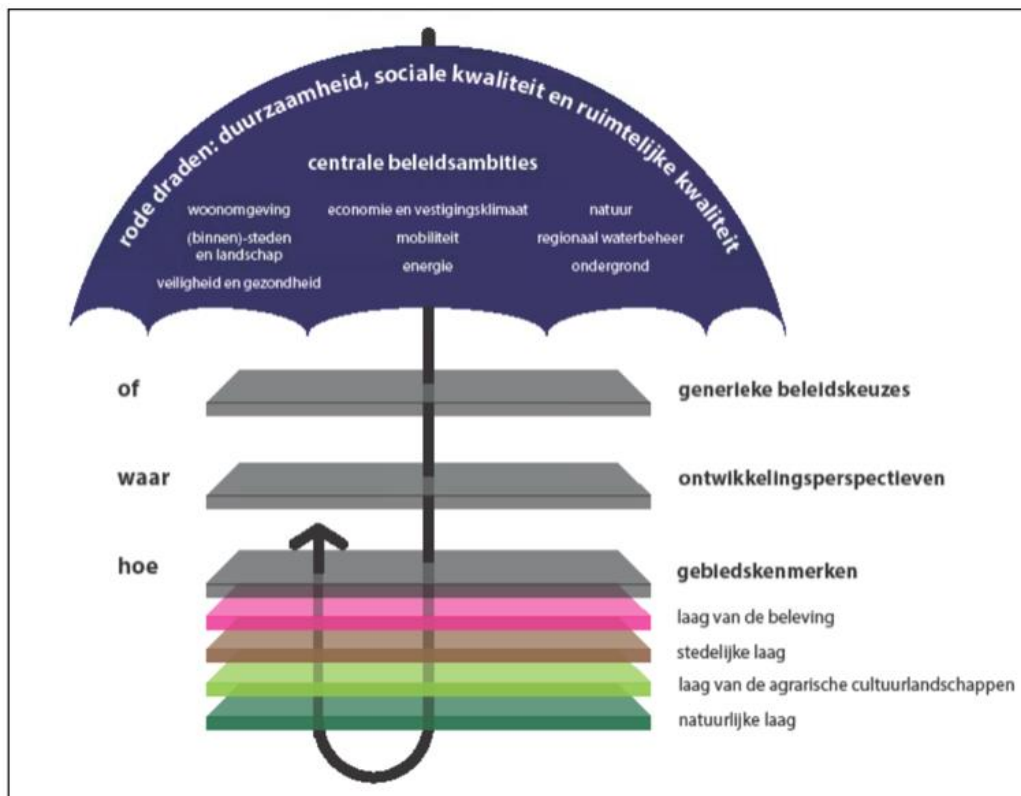 rode draden: duurzaamheid, sociale kwaliteit en ruimtelijke kwaliteit
centrale beleidsambities
woonomgeving
(binnen)-steden
en landschap
veiligheid en gezondheid
economie en vestigingsklimaat
mobiliteit
energie
natuur
regionaal waterbeheer
ondergrond
of
generieke beleidskeuzes
waar
ontwikkelingsperspectieven
hoe
gebiedskenmerken
laag van de beleving
stedelijke laag
laag van de agrarische cultuurlandschappen
natuurlijke laag